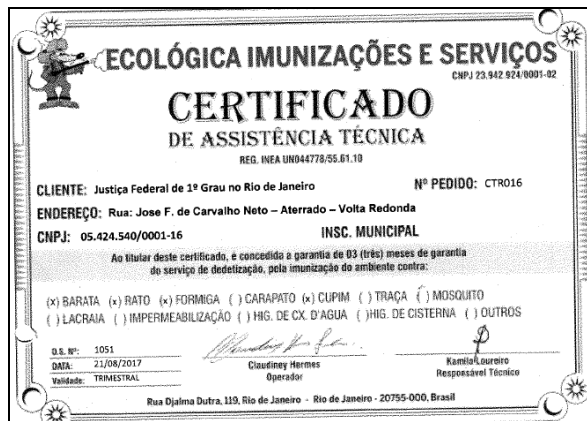 ECOLÓGICA IMUNIZAÇÕES E SERVIÇOS
CNPJ 23.942.924/0001-02
CERTIFICADO
DE ASSISTÊNCIA TÉCNICA
REG. INEA UN044778/55.61.10
CLIENTE: Justiça Federal de 1º Grau no Rio de Janeiro Nº PEDIDO: CTR016
ENDEREÇO: Rua: Jose F. de Carvalho Neto – Aterrado – Volta Redonda
CNPJ: 05.424.540/0001-16 INSC. MUNICIPAL
Ao titular deste certificado, é concedida a garantia de 03 (três) meses de garantia
do serviço de dedetização, pela imunização do ambiente contra:
(x) BARATA (x) RATO (x) FORMIGA ( ) CARAPATO (x) CUPIM ( ) TRAÇA ( ) MOSQUITO
( ) LACRAIA ( ) IMPERMEABILIZAÇÃO ( ) HIG. DE CX. D'AGUA ( )HIG. DE CISTERNA ( ) OUTROS
O.S. Nº: 1051
DATA: 21/08/2017
Validade: TRIMESTRAL
Claudiney Hermes
Operador
Kamila Loureiro
Responsável Técnico
Rua Djalma Dutra, 119, Rio de Janeiro - Rio de Janeiro - 20755-000, Brasil